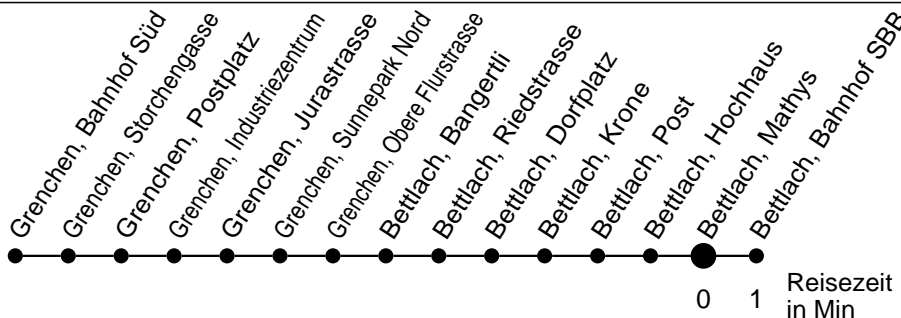 Grenchen, Bahnhof Süd
Grenchen, Storchengasse
Grenchen, Postplatz
Grenchen, Industriezentrum
Grenchen, Jurastrasse
Grenchen, Sunnepark Nord
Grenchen, Obere Flurstrasse
Bettlach, Bangertli
Bettlach, Riedstrasse
Bettlach, Dorfplatz
Bettlach, Krone
Bettlach, Post
Bettlach, Hochhaus
Bettlach, Mathys
Bettlach, Bahnhof SBB
0 1 Reisezeit
in Min